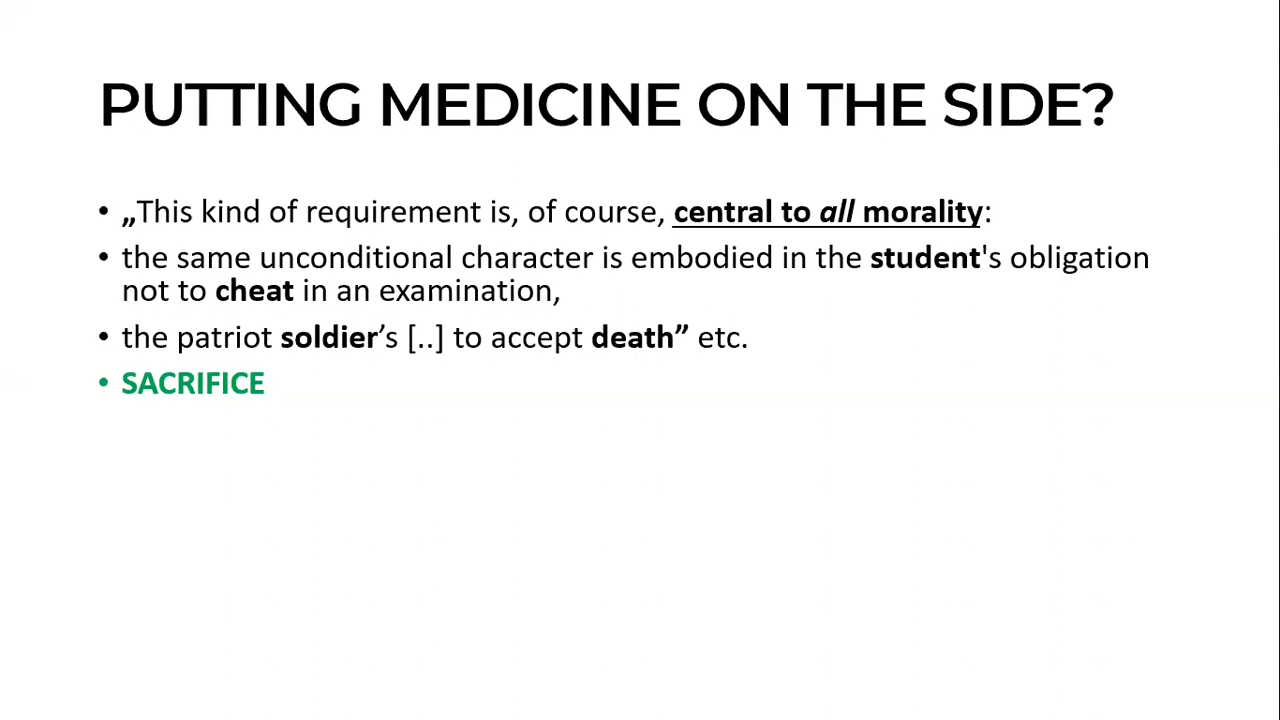 PUTTING MEDICINE ON THE SIDE?
• „This kind of requirement is, of course, central to all morality:
• the same unconditional character is embodied in the student's obligation
not to cheat in an examination,
• the patriot soldier’s [..] to accept death” etc.
• SACRIFICE